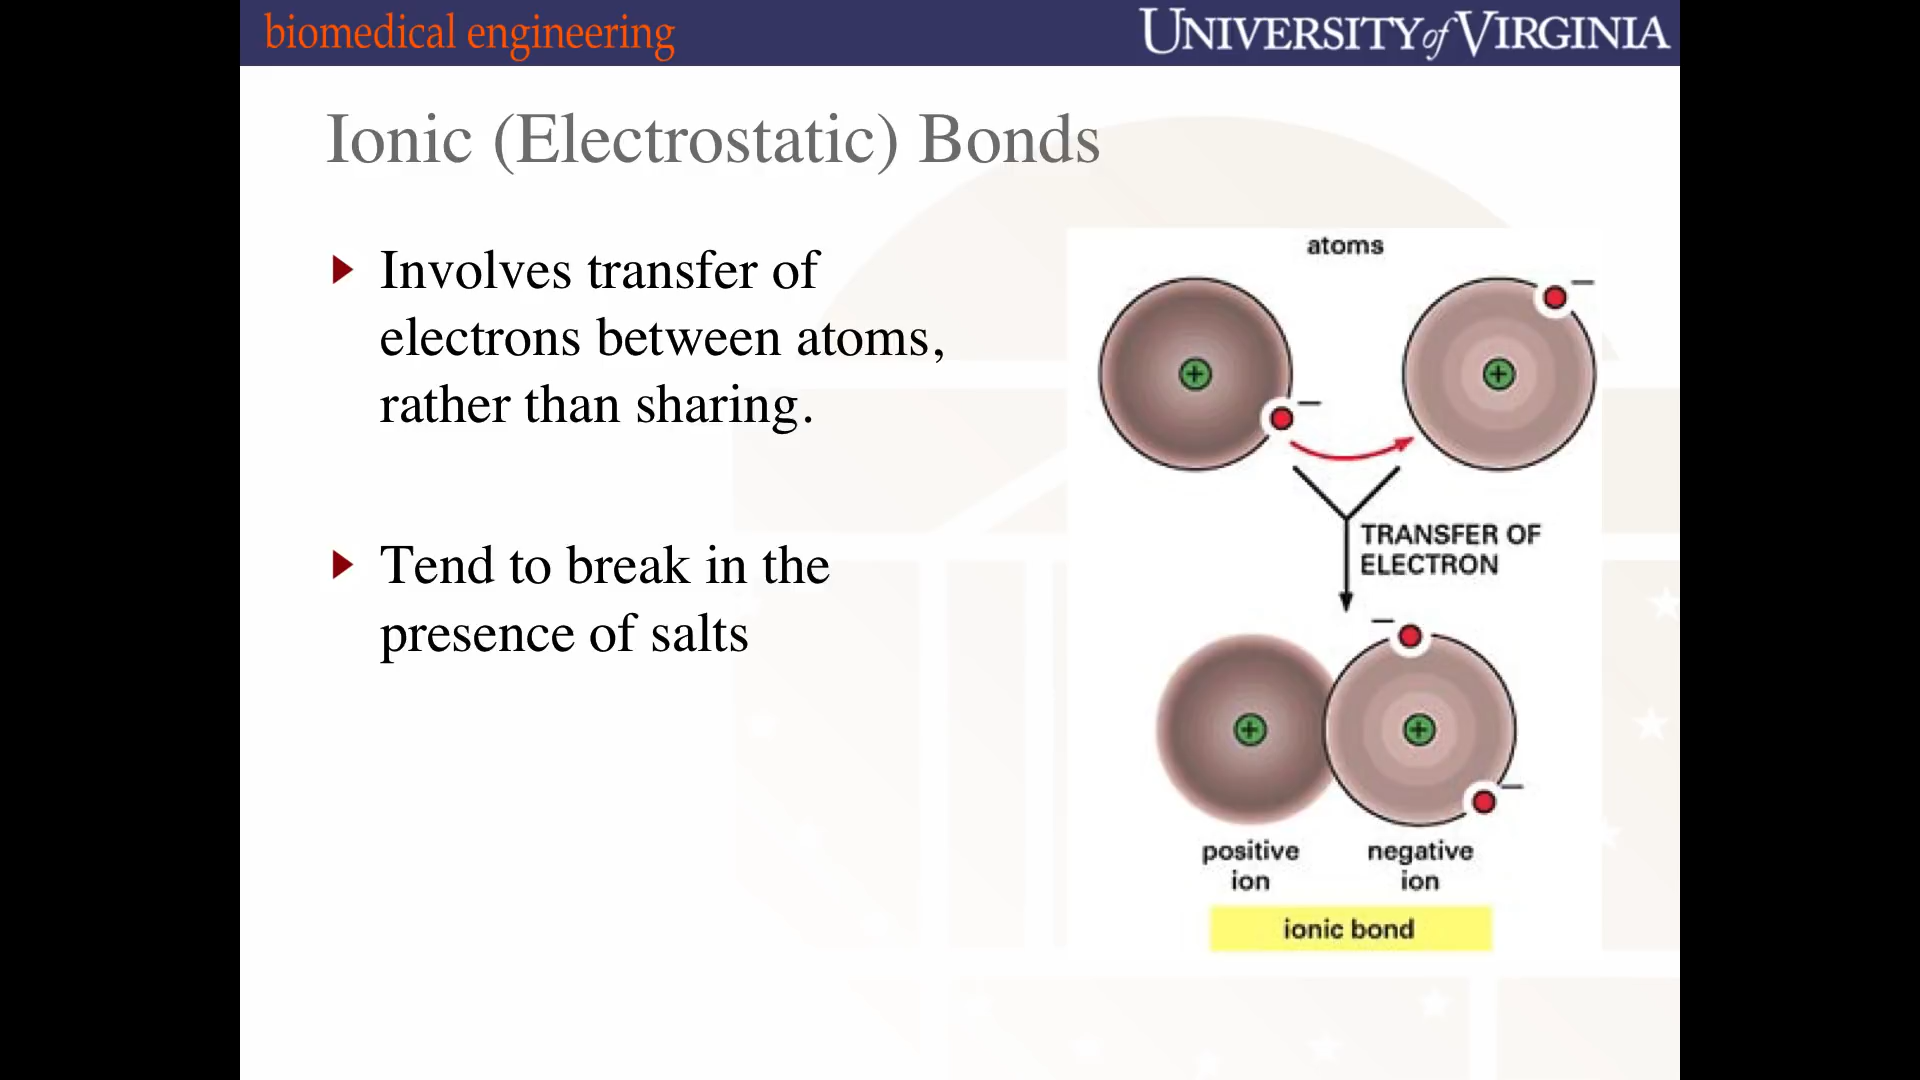 biomedical engineering
UNIVERSITY of VIRGINIA
Ionic (Electrostatic) Bonds
Involves transfer of
electrons between atoms,
rather than sharing.
Tend to break in the
presence of salts
atoms
TRANSFER OF
ELECTRON
positive
ion
negative
ion
ionic bond